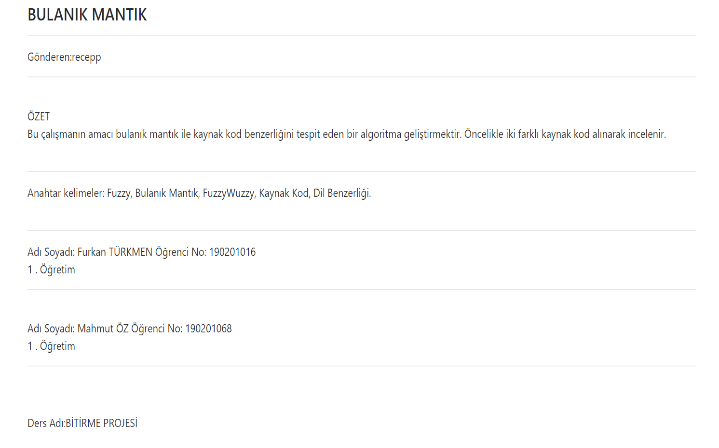 BULANIK MANTIK
Gönderen:recepp
ÖZET
Bu çalışmanın amacı bulanık mantık ile kaynak kod benzerliğini tespit eden bir algoritma geliştirmektir. Öncelikle iki farklı kaynak kod alınarak incelenir.
Anahtar kelimeler: Fuzzy, Bulanık Mantık, FuzzyWuzzy, Kaynak Kod, Dil Benzerliği.
Adı Soyadı: Furkan TÜRKMEN Öğrenci No: 190201016
1 . Öğretim
Adı Soyadı: Mahmut ÖZ Öğrenci No: 190201068
1 . Öğretim
Ders Adı:BİTİRME PROJESİ